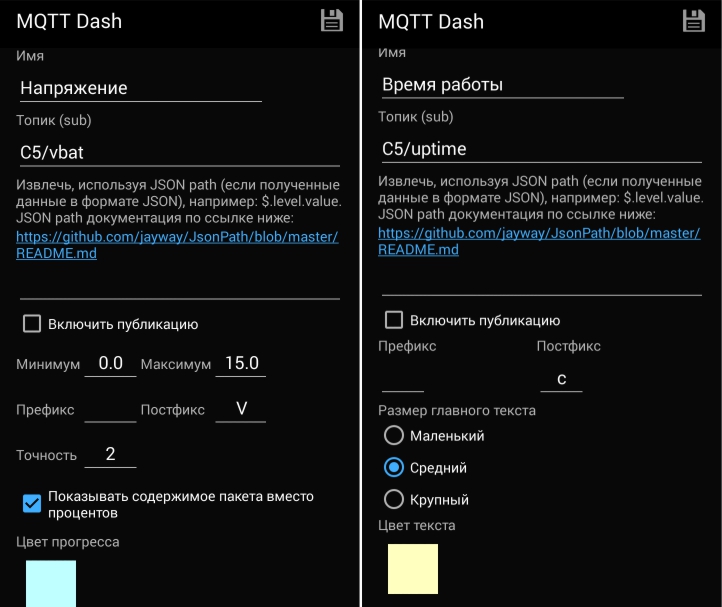 MQTT Dash
Имя
Напряжение
Топик (sub)
C5/vbat
Извлечь, используя JSON path (если полученные
данные в формате JSON), например: $.level.value.
JSON path документация по ссылке ниже:
https://github.com/jayway/JsonPath/blob/master/
README.md
Включить публикацию
Минимум 0.0 Максимум 15.0
Префикс Постфикс V
Точность 2
Показывать содержимое пакета вместо
процентов
Цвет прогресса
MQTT Dash
Имя
Время работы
Топик (sub)
C5/uptime
Извлечь, используя JSON path (если полученные
данные в формате JSON), например: $.level.value.
JSON path документация по ссылке ниже:
https://github.com/jayway/JsonPath/blob/master/
README.md
Включить публикацию
Префикс Постфикс
с
Размер главного текста
Маленький
Средний
Крупный
Цвет текста